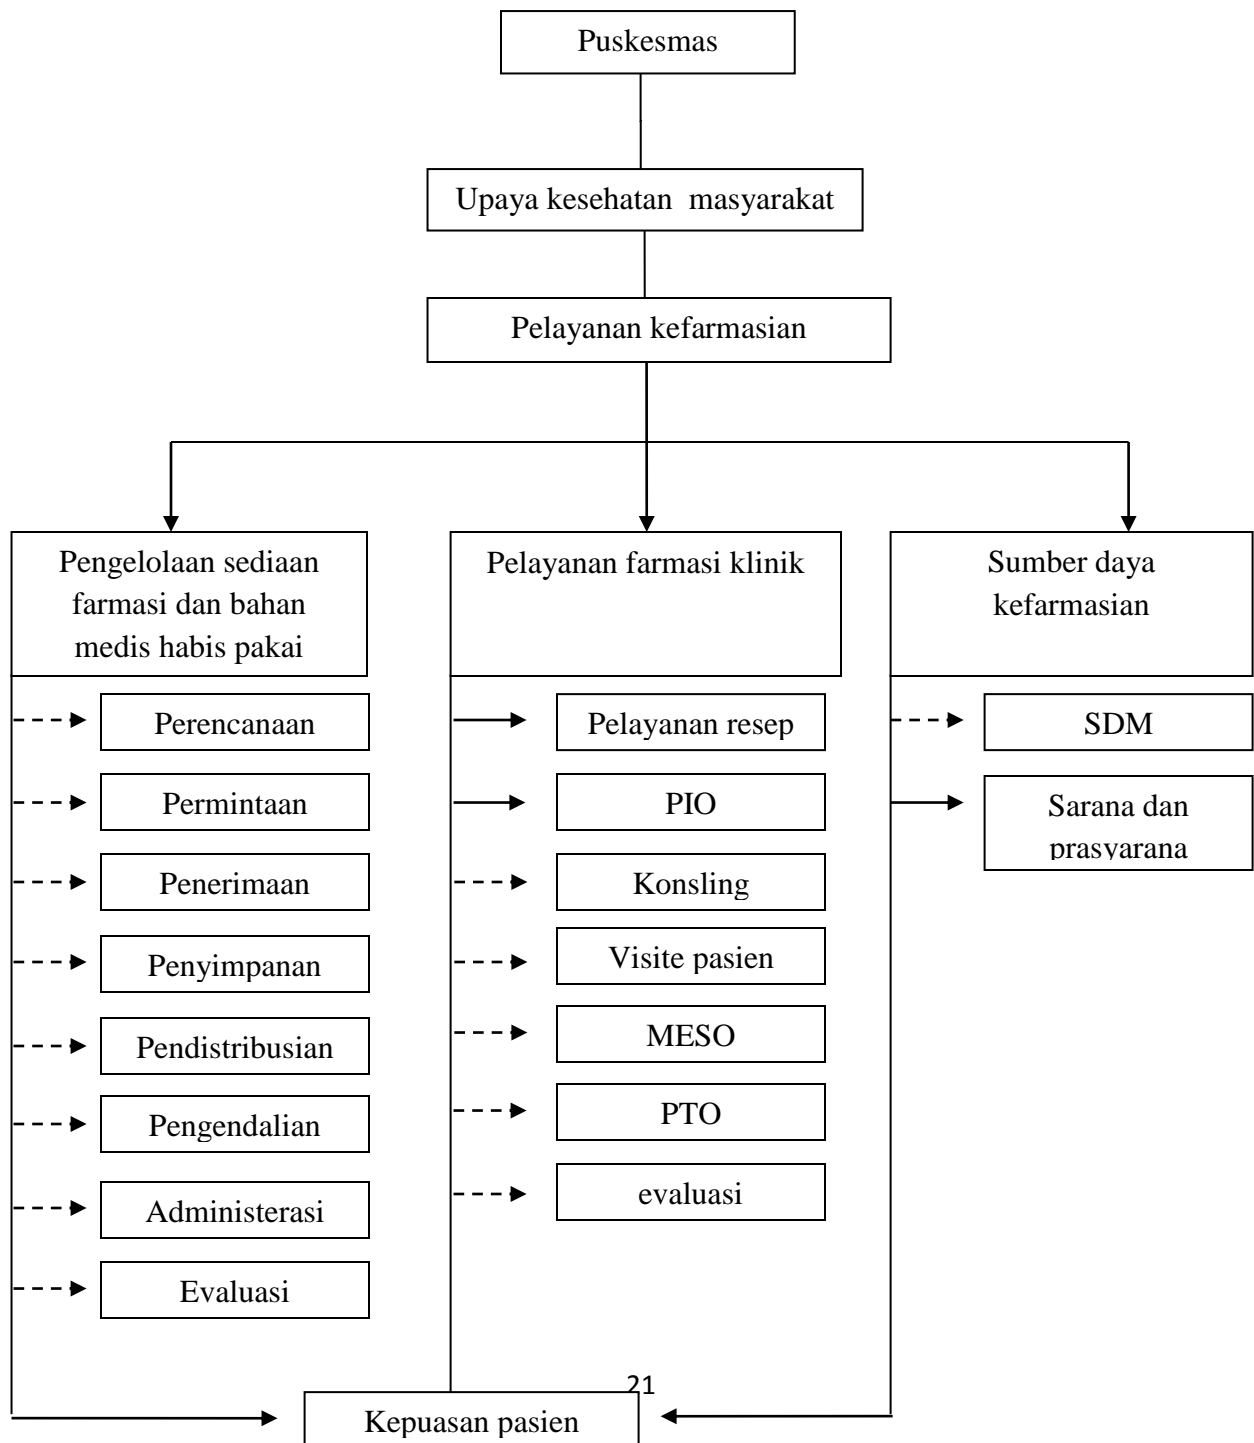 Puskesmas
Upaya kesehatan masyarakat
Pelayanan kefarmasian
Pengelolaan sediaan
farmasi dan bahan
medis habis pakai
Perencanaan
Permintaan
Penerimaan
Penyimpanan
Pendistribusian
Pengendalian
Administerasi
Evaluasi
Pelayanan farmasi klinik
Pelayanan resep
PIO
Konsling
Visite pasien
MESO
PTO
evaluasi
Sumber daya
kefarmasian
SDM
Sarana dan
prasyarana
21
Kepuasan pasien